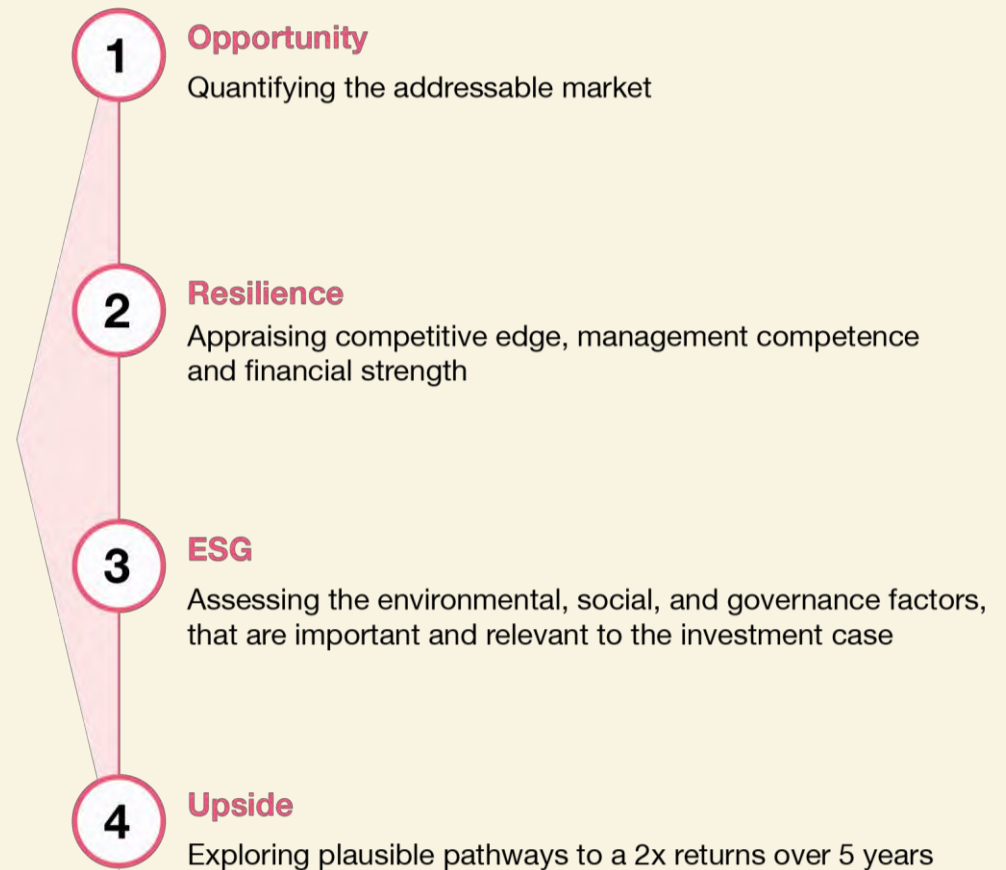 1
Opportunity
Quantifying the addressable market
2
Resilience
Appraising competitive edge, management competence
and financial strength
3
ESG
Assessing the environmental, social, and governance factors,
that are important and relevant to the investment case
4
Upside
Exploring plausible pathways to a 2x returns over 5 years